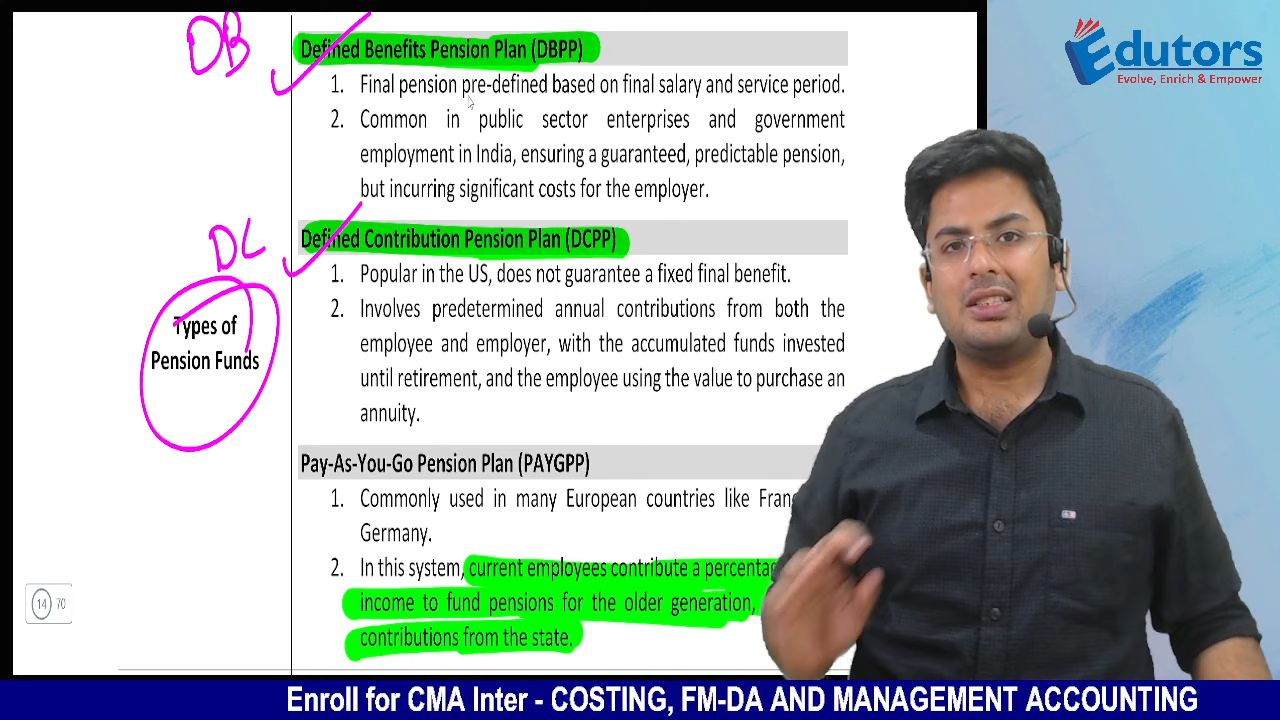 DB
Defined Benefits Pension Plan (DBPP)
1. Final pension pre-defined based on final salary and service period.
2. Common in public sector enterprises and government
employment in India, ensuring a guaranteed, predictable pension,
but incurring significant costs for the employer.
DC
Defined Contribution Pension Plan (DCPP)
1. Popular in the US, does not guarantee a fixed final benefit.
2. Involves predetermined annual contributions from both the
employee and employer, with the accumulated funds invested
until retirement, and the employee using the value to purchase an
annuity.
Types of
Pension Funds
Pay-As-You-Go Pension Plan (PAYGPP)
1. Commonly used in many European countries like
Germany.
2. In this system, current employees contribute a
income to fund pensions for the older generation,
contributions from the state.
14 70
Edutors
Evolve, Enrich & Empower
Enroll for CMA Inter - COSTING, FM-DA AND MANAGEMENT ACCOUNTING